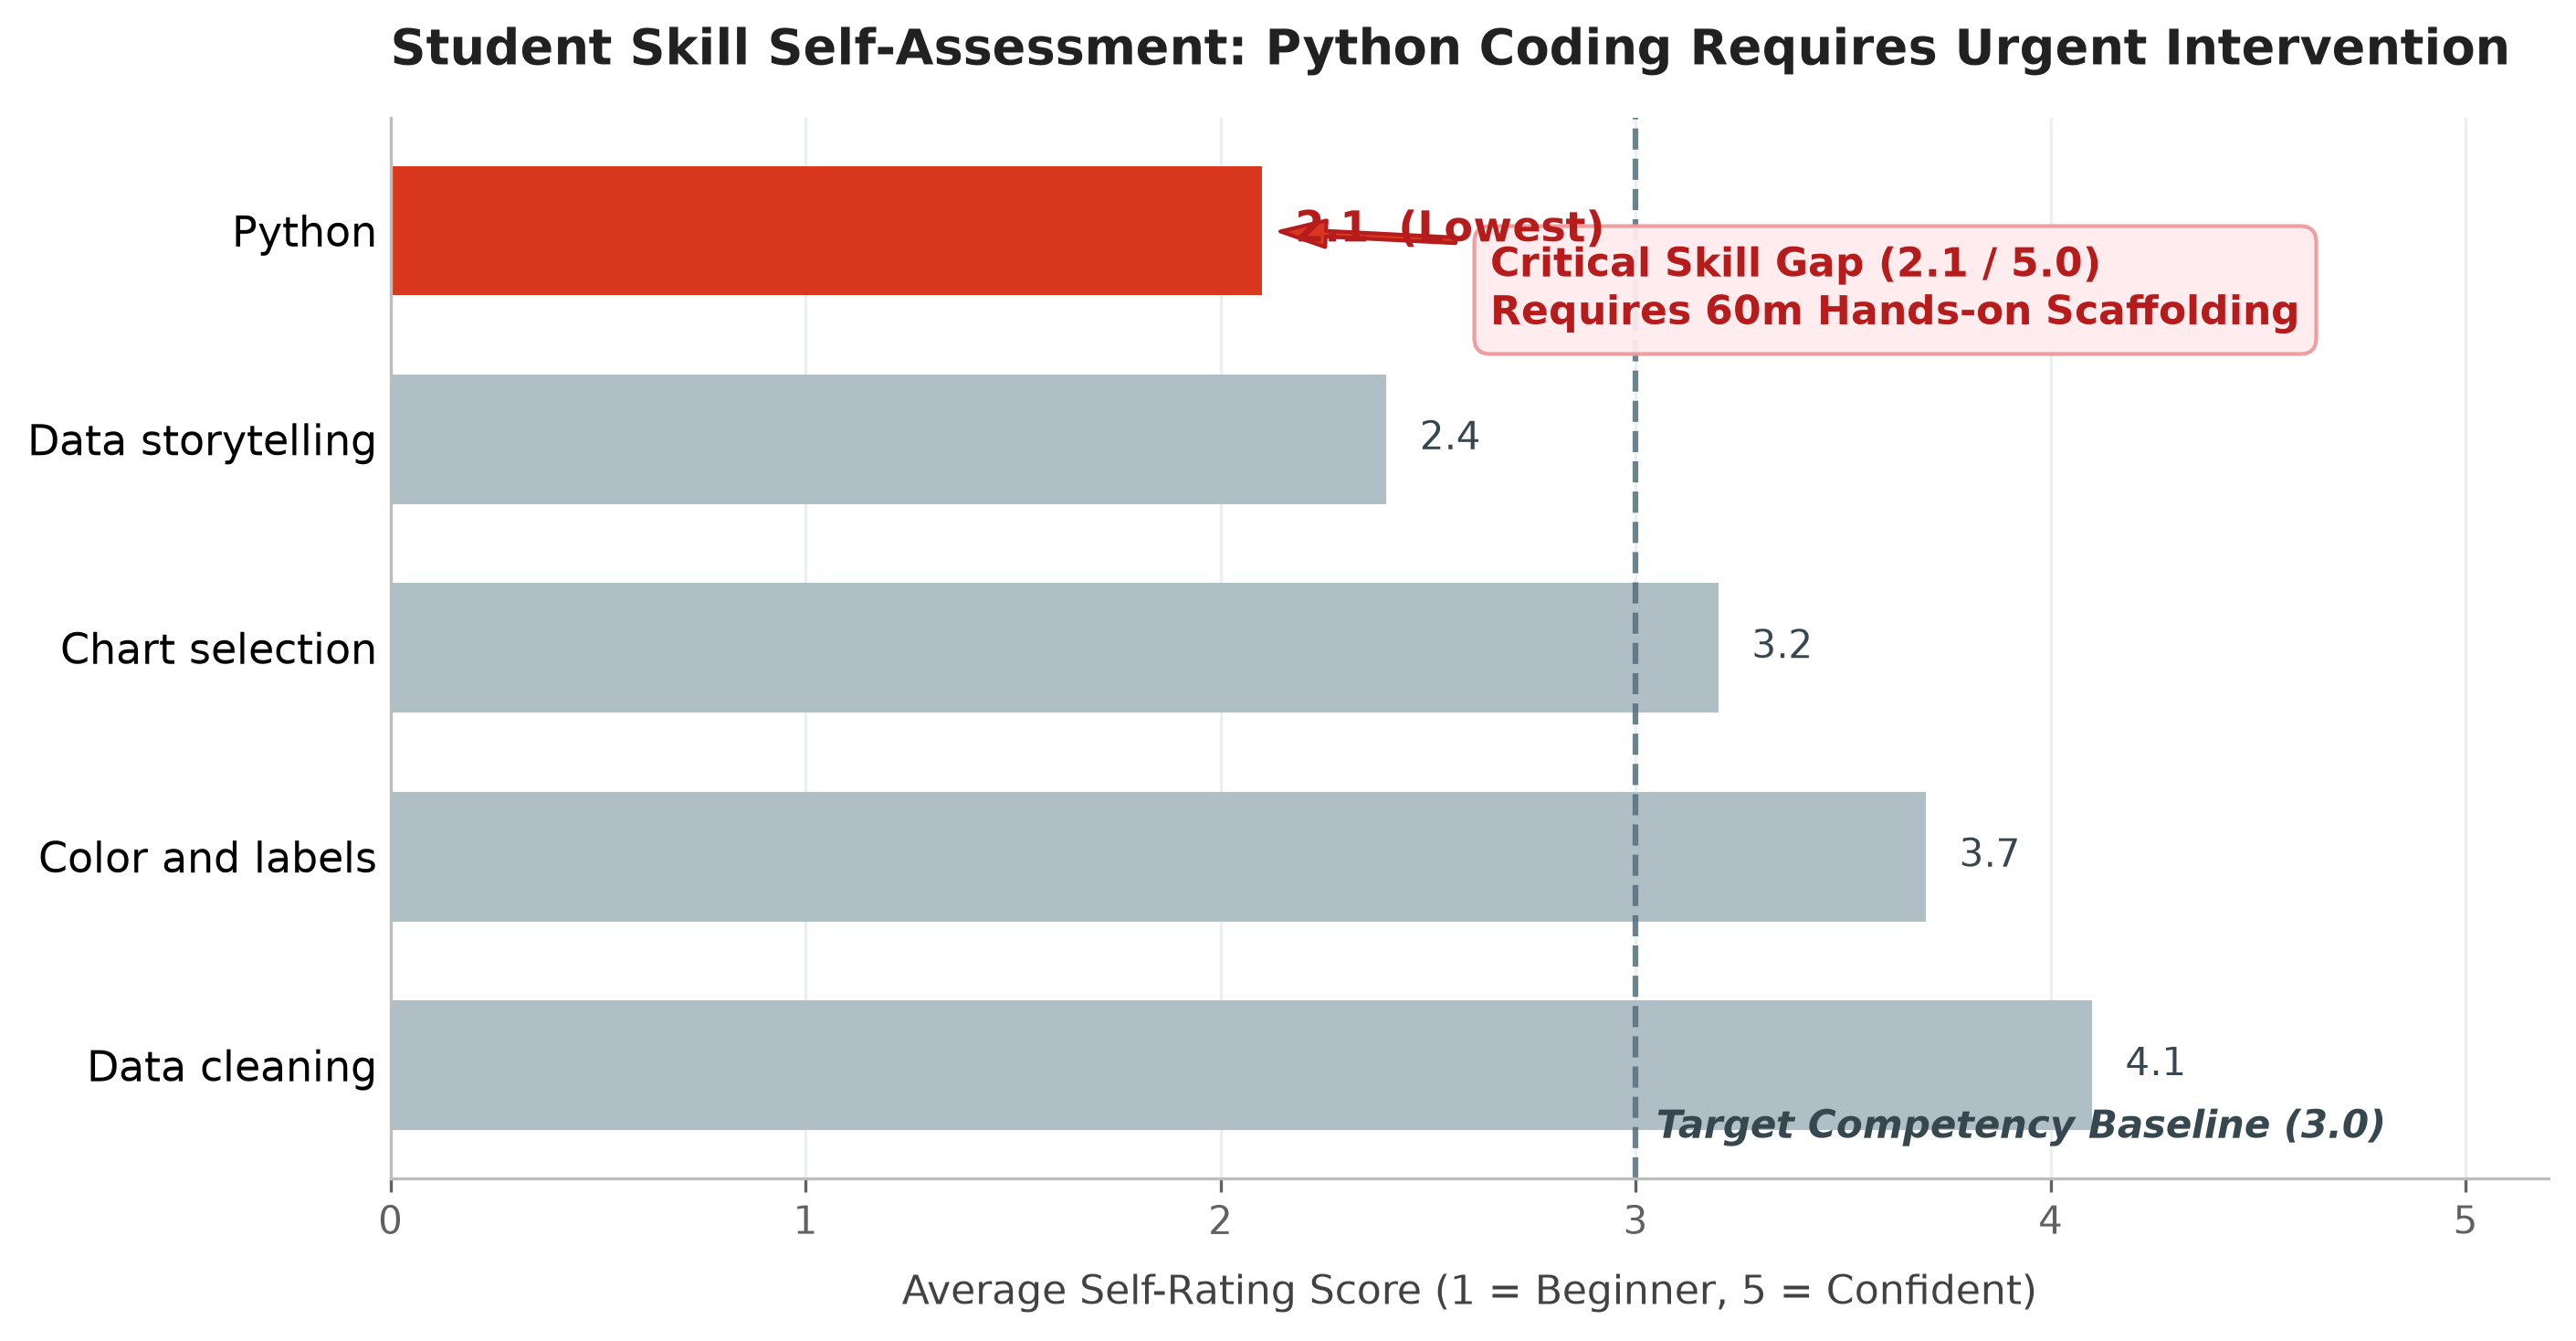 Student Skill Self-Assessment: Python Coding Requires Urgent Intervention
Python
2.1 (Lowest)
Critical Skill Gap (2.1 / 5.0)
Requires 60m Hands-on Scaffolding
Data storytelling
2.4
Chart selection
3.2
Color and labels
3.7
Data cleaning
4.1
Target Competency Baseline (3.0)
0 1 2 3 4 5
Average Self-Rating Score (1 = Beginner, 5 = Confident)